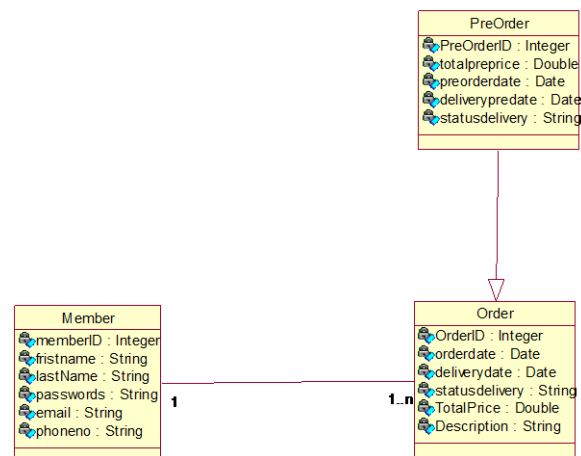 PreOrder
PreOrderID : Integer
totalpreprice : Double
preorderdate : Date
deliverypredate : Date
statusdelivery : String
Member
memberID : Integer
fristname : String
lastName : String
passwords : String
email : String
phoneno : String
1
1..n
Order
OrderID : Integer
orderdate : Date
deliverydate : Date
statusdelivery : String
TotalPrice : Double
Description : String